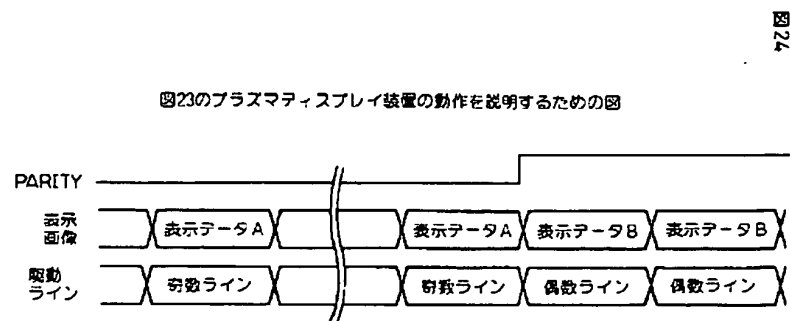 図24
図23のプラズマディスプレイ装置の動作を説明するための図
PARITY
表示
画像
表示データA
表示データA
表示データB
表示データB
駆動
ライン
奇数ライン
奇数ライン
偶数ライン
偶数ライン